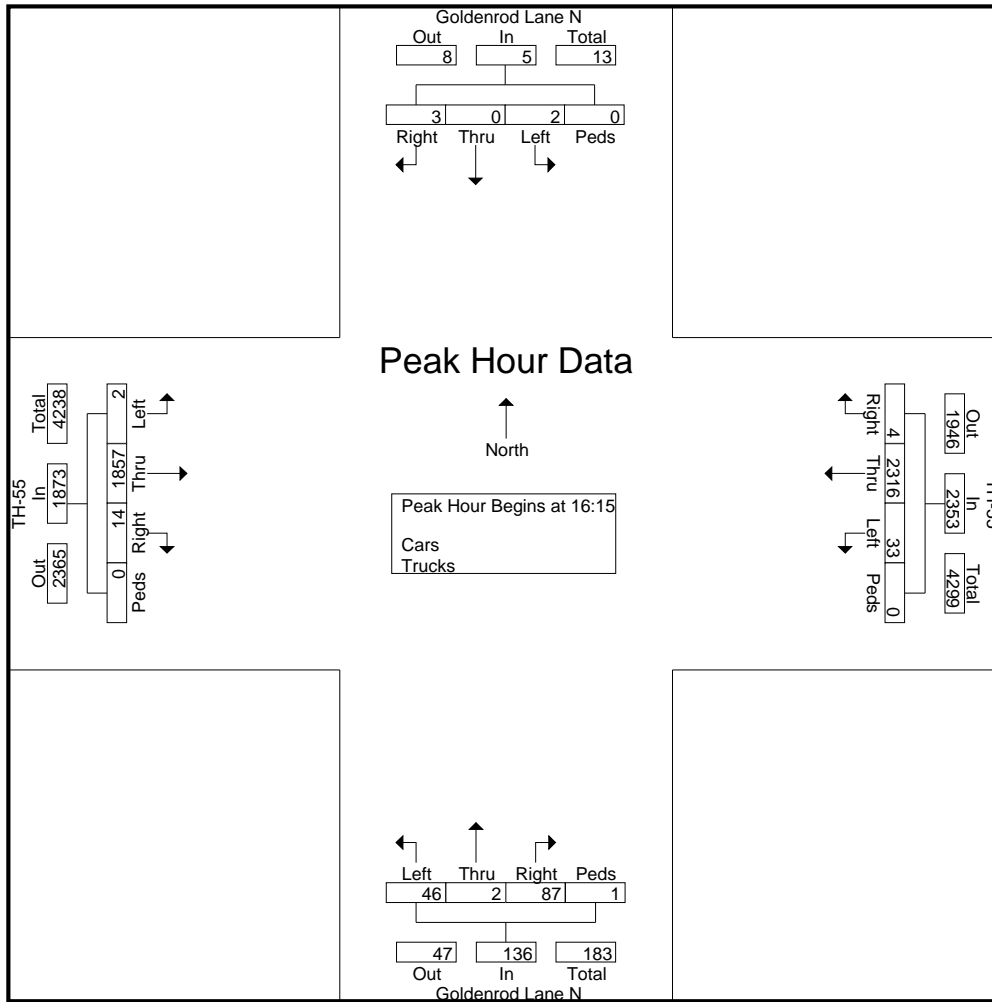 Goldenrod Lane N
Out In Total
8 5 13
3 0 2 0
Right Thru Left Peds
Peak Hour Data
North
Peak Hour Begins at 16:15
Cars
Trucks
TH-55
Total In Out
4238 1873 2365
2 1857 14 0
Left Thru Right Peds
Out In Total
1946 2353 4299
4 2316 33 0
Right Thru Left Peds
Left Thru Right Peds
46 2 87 1
47 136 183
Out In Total
Goldenrod Lane N